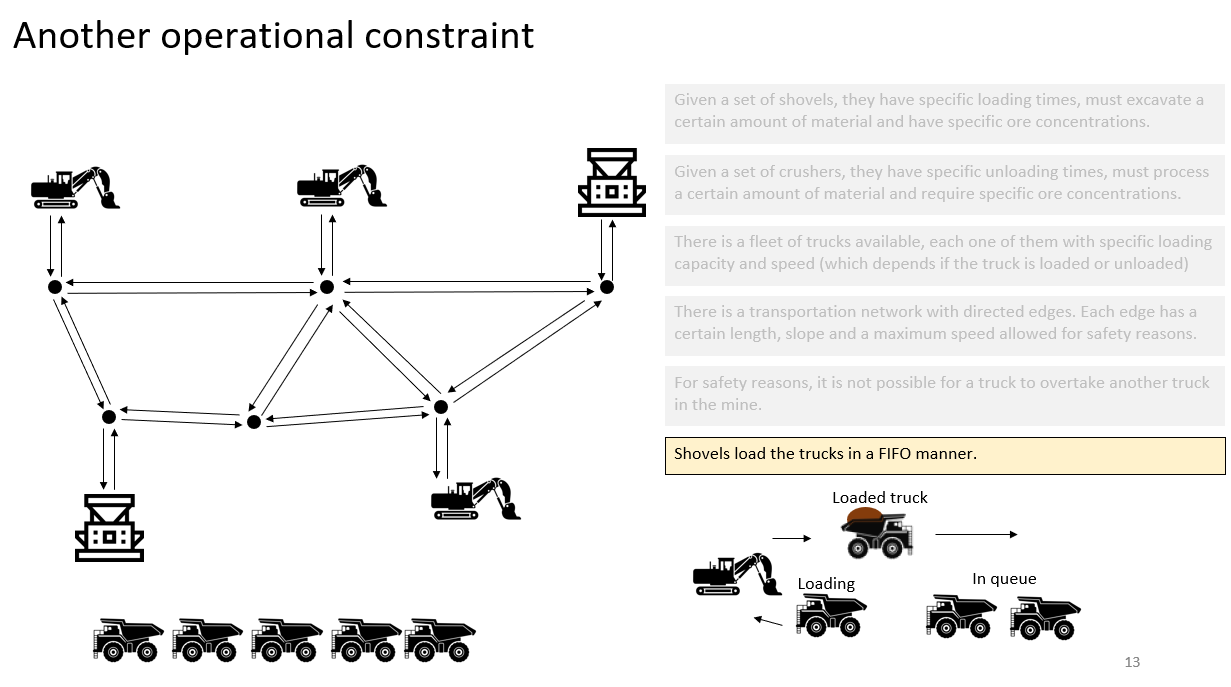 Another operational constraint
Given a set of shovels, they have specific loading times, must excavate a
certain amount of material and have specific ore concentrations.
Given a set of crushers, they have specific unloading times, must process
a certain amount of material and require specific ore concentrations.
There is a fleet of trucks available, each one of them with specific loading
capacity and speed (which depends if the truck is loaded or unloaded)
There is a transportation network with directed edges. Each edge has a
certain length, slope and a maximum speed allowed for safety reasons.
For safety reasons, it is not possible for a truck to overtake another truck
in the mine.
Shovels load the trucks in a FIFO manner.
Loaded truck
Loading
In queue
13